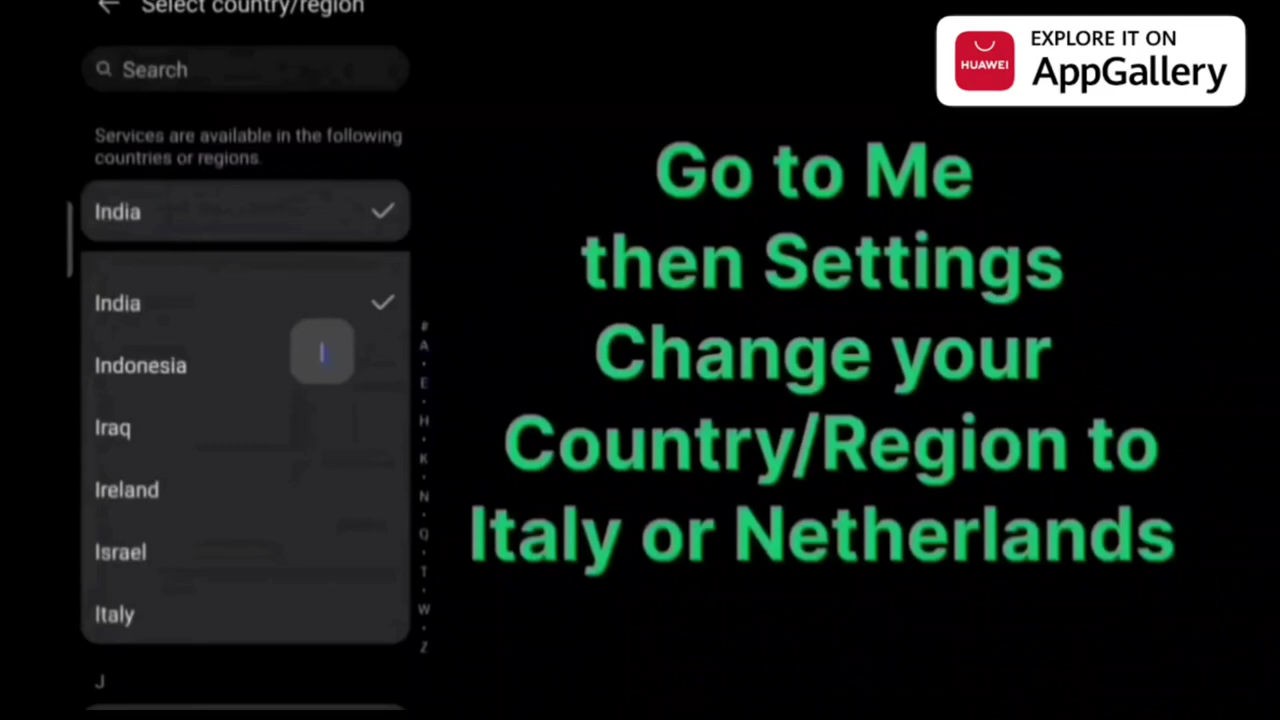 Select country/region
Search
Services are available in the following
countries or regions.
India
India
Indonesia
I
Iraq
Ireland
Israel
Italy
J
#
A
E
H
K
N
Q
T
W
Z
HUAWEI
EXPLORE IT ON
AppGallery
Go to Me
then Settings
Change your
Country/Region to
Italy or Netherlands